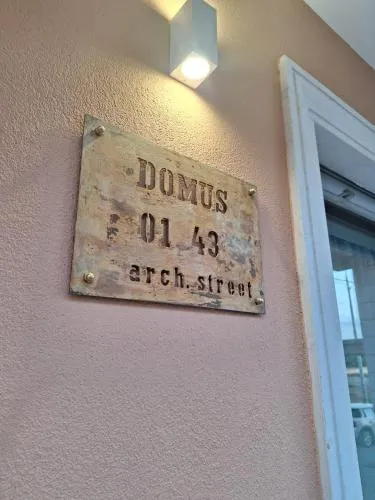 DOMUS
01 43
arch. street